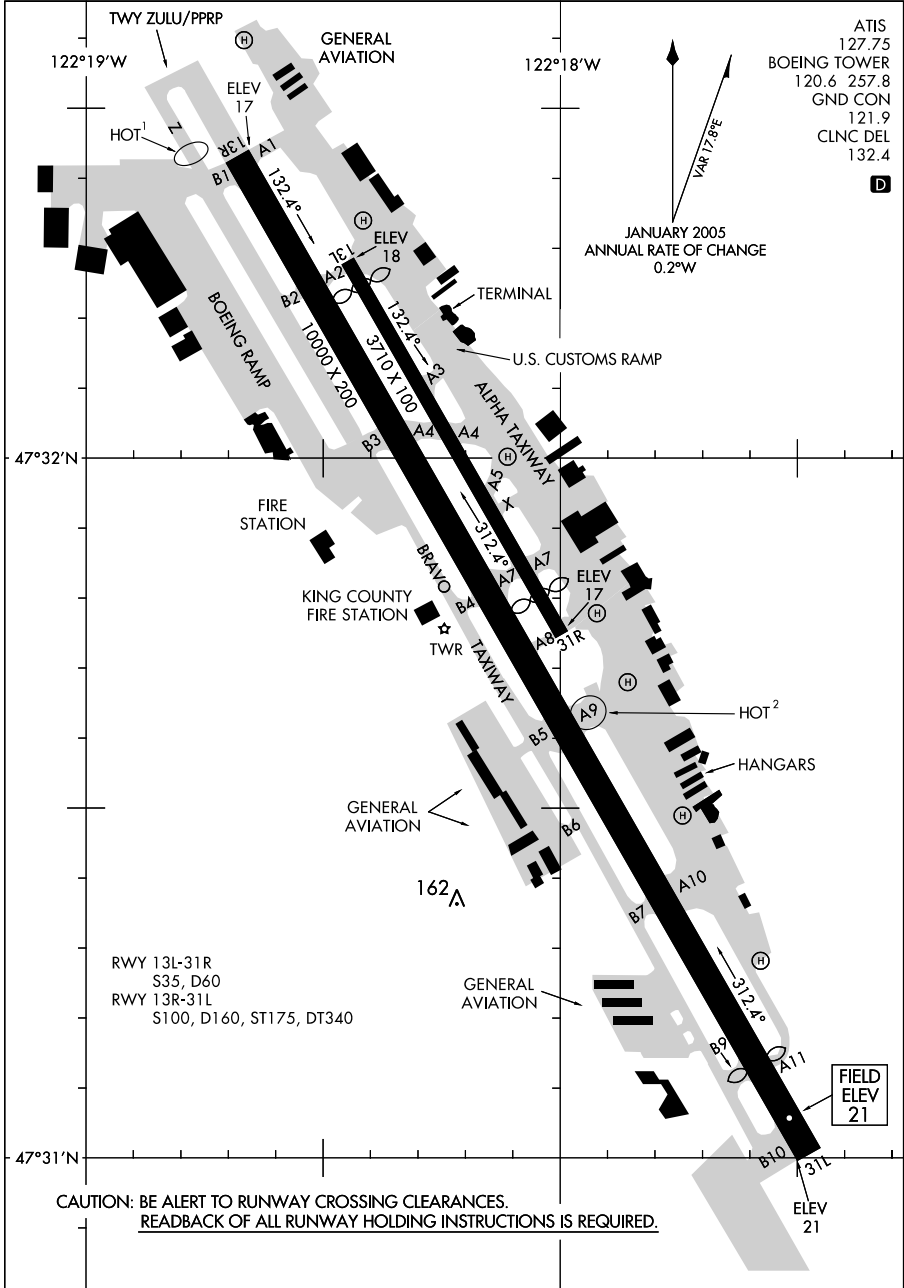 TWY ZULU/PPRP
GENERAL
AVIATION
H
122°19'W
122°18'W
ATIS
127.75
BOEING TOWER
120.6 257.8
GND CON
121.9
CLNC DEL
132.4
D
VAR 17.8°E
JANUARY 2005
ANNUAL RATE OF CHANGE
0.2°W
ELEV
17
HOT 1
Z
13R
A1
B1
132.4°
H
13L
ELEV
18
A2
B2
TERMINAL
132.4°
BOEING RAMP
10000 X 200
3710 X 100
U.S. CUSTOMS RAMP
A3
ALPHA TAXIWAY
B3
A4
A4
H
47°32'N
A5
X
FIRE
STATION
312.4°
BRAVO
TAXIWAY
A7
A7
ELEV
17
KING COUNTY
FIRE STATION
B4
H
TWR
A8
31R
H
A9
HOT 2
B5
HANGARS
GENERAL
AVIATION
H
B6
162
A10
B7
RWY 13L-31R
S35, D60
RWY 13R-31L
S100, D160, ST175, DT340
GENERAL
AVIATION
H
312.4°
B9
A11
FIELD
ELEV
21
47°31'N
B10
31L
ELEV
21
CAUTION: BE ALERT TO RUNWAY CROSSING CLEARANCES.
READBACK OF ALL RUNWAY HOLDING INSTRUCTIONS IS REQUIRED.